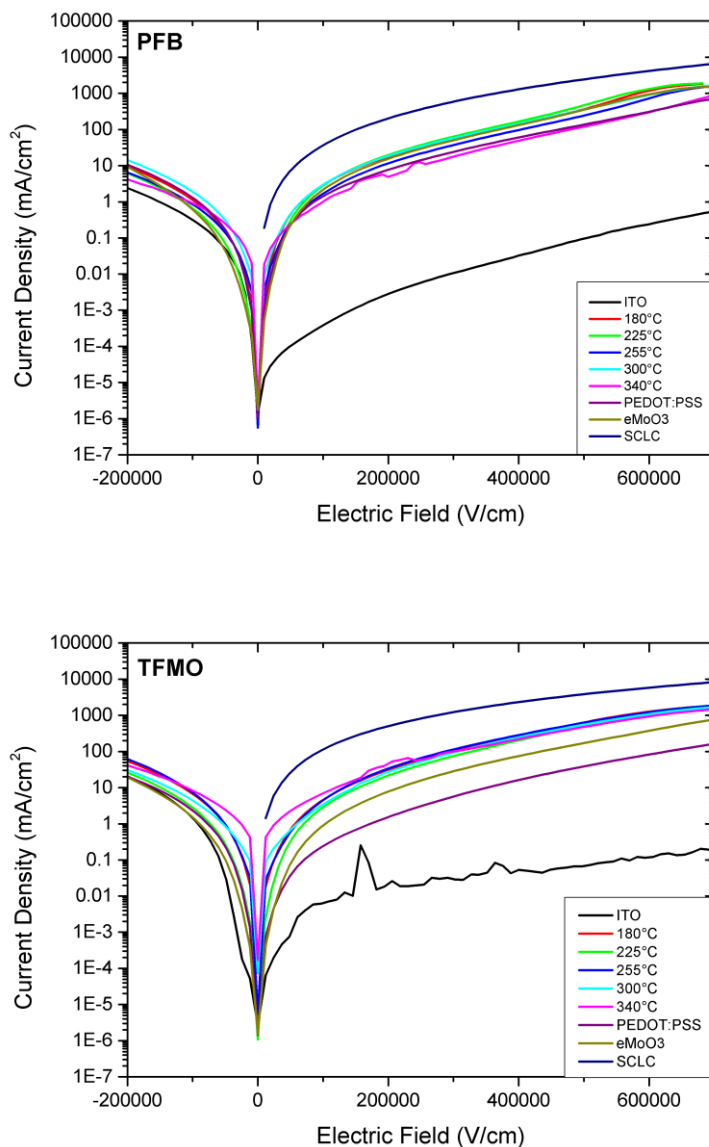 PFB
100000
10000
1000
100
10
1
0.1
0.01
1E-3
1E-4
1E-5
1E-6
1E-7
Current Density (mA/cm²)
-200000 0 200000 400000 600000
Electric Field (V/cm)
ITO
180°C
225°C
255°C
300°C
340°C
PEDOT:PSS
eMoO3
SCLC
TFMO
100000
10000
1000
100
10
1
0.1
0.01
1E-3
1E-4
1E-5
1E-6
1E-7
Current Density (mA/cm²)
-200000 0 200000 400000 600000
Electric Field (V/cm)
ITO
180°C
225°C
255°C
300°C
340°C
PEDOT:PSS
eMoO3
SCLC